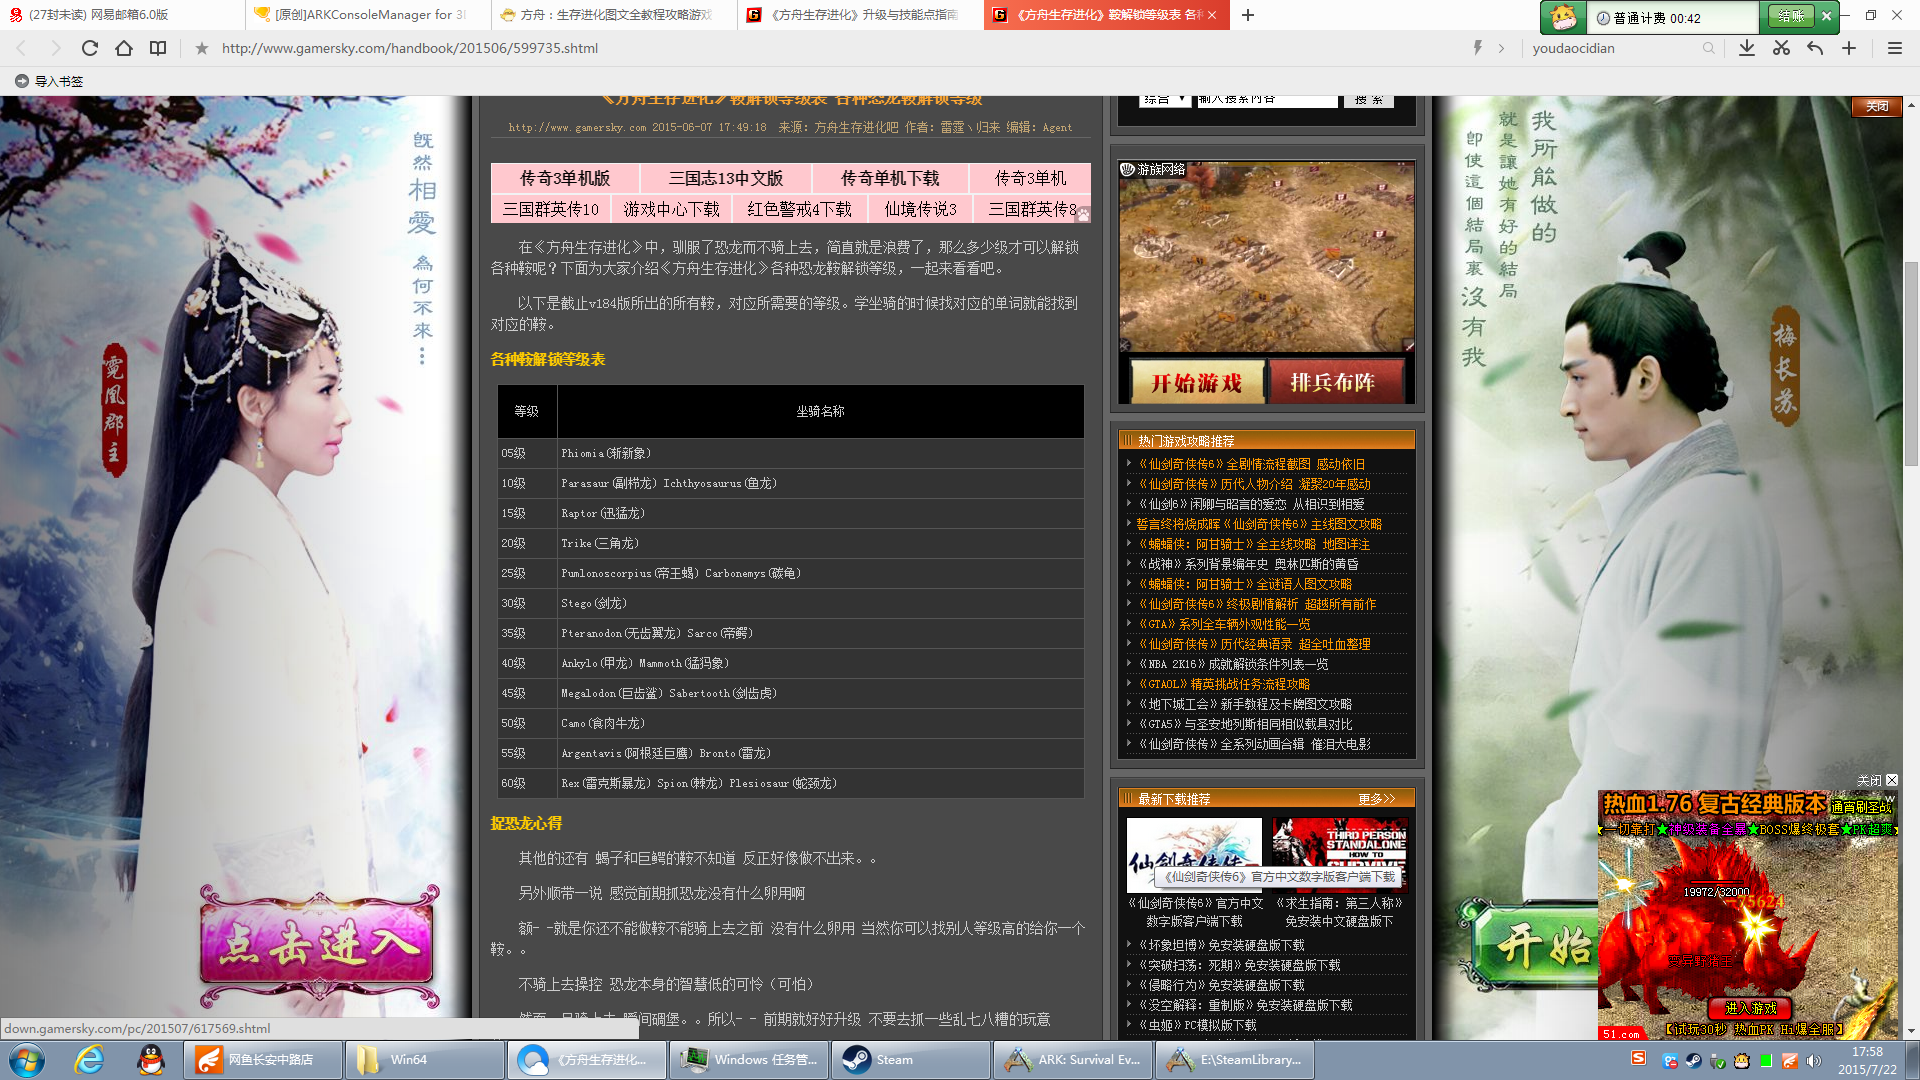 (27封未读) 网易邮箱6.0版
[原创]ARKConsoleManager for
方舟：生存进化图文全教程攻略游戏
《方舟生存进化》升级与技能点指南
《方舟生存进化》鞍解锁等级表 各
普通计费 00:42
结账
http://www.gamersky.com/handbook/201506/599735.shtml
youdaocidian
导入书签
既然相爱
為何不來…
霓凰郡主
点击进入
《方舟生存进化》鞍解锁等级表 各种恐龙鞍解锁等级
http://www.gamersky.com 2015-06-07 17:49:18 来源：方舟生存进化吧 作者：雷霆丶归来 编辑：Agent
传奇3单机版 三国志13中文版 传奇单机下载 传奇3单机
三国群英传10 游戏中心下载 红色警戒4下载 仙境传说3 三国群英传8
在《方舟生存进化》中，驯服了恐龙而不骑上去，简直就是浪费了，那么多少级才可以解锁
各种鞍呢？下面为大家介绍《方舟生存进化》各种恐龙鞍解锁等级，一起来看看吧。
以下是截止v184版所出的所有鞍，对应所需要的等级。学坐骑的时候找对应的单词就能找到
对应的鞍。
各种鞍解锁等级表
等级 坐骑名称
05级 Phiomia(渐新象)
10级 Parasaur(副栉龙) Ichthyosaurus(鱼龙)
15级 Raptor(迅猛龙)
20级 Trike(三角龙)
25级 Pumlonoscorpius(帝王蝎) Carbonemys(碳龟)
30级 Stego(剑龙)
35级 Pteranodon(无齿翼龙) Sarco(帝鳄)
40级 Ankylo(甲龙) Mammoth(猛犸象)
45级 Megalodon(巨齿鲨) Sabertooth(剑齿虎)
50级 Camo(食肉牛龙)
55级 Argentavis(阿根廷巨鹰) Bronto(雷龙)
60级 Rex(雷克斯暴龙) Spion(棘龙) Plesiosaur(蛇颈龙)
捉恐龙心得
其他的还有 蝎子和巨鳄的鞍不知道 反正好像做不出来。。
另外顺带一说 感觉前期抓恐龙没有什么卵用啊
额- -就是你还不能做鞍不能骑上去之前 没有什么卵用 当然你可以找别人等级高的给你一个
鞍。。
不骑上去操控 恐龙本身的智慧低的可怜（可怕）
然而一旦骑上去 瞬间碉堡。。所以- - 前期就好好升级 不要去抓一些乱七八糟的玩意
down.gamersky.com/pc/201507/617569.shtml
综合 输入搜索内容 搜 索
游族网络
开始游戏 排兵布阵
热门游戏攻略推荐
《仙剑奇侠传6》全剧情流程截图 感动依旧
《仙剑奇侠传》历代人物介绍 凝聚20年感动
《仙剑6》闲卿与昭言的爱恋 从相识到相爱
誓言终将烧成晖《仙剑奇侠传6》主线图文攻略
《蝙蝠侠：阿甘骑士》全主线攻略 地图详注
《战神》系列背景编年史 奥林匹斯的黄昏
《蝙蝠侠：阿甘骑士》全谜语人图文攻略
《仙剑奇侠传6》终极剧情解析 超越所有前作
《GTA》系列全车辆外观性能一览
《仙剑奇侠传》历代经典语录 超全吐血整理
《NBA 2K16》成就解锁条件列表一览
《GTAOL》精英挑战任务流程攻略
《地下城工会》新手教程及卡牌图文攻略
《GTA5》与圣安地列斯相同相似载具对比
《仙剑奇侠传》全系列动画合辑 催泪大电影
最新下载推荐 更多>>
仙剑奇侠传
THIRD PERSON
STANDALONE
HOW TO
SURVIVE
《仙剑奇侠传6》官方中文数字版客户端下载
《仙剑奇侠传6》官方中文
数字版客户端下载
《求生指南：第三人称》
免安装中文硬盘版下
《坏象坦博》免安装硬盘版下载
《突破扫荡：死期》免安装硬盘版下载
《侵略行为》免安装硬盘版下载
《没空解释：重制版》免安装硬盘版下载
《虫姬》PC模拟版下载
关闭
我所能做的
就是讓她有好的結局
即使這個結局裏
沒有我
梅长苏
开始
关闭
热血1.76 复古经典版本
通宵刷圣战
一切靠打★神级装备全暴★BOSS爆终极套★PK超爽
19972/32000
-75624
变异野猪王
进入游戏
51.com
【试玩30秒 热血PK Hi爆全服】
网鱼长安中路店
Win64
《方舟生存进化...
Windows 任务管...
Steam
ARK: Survival Ev...
E:\SteamLibrary...
17:58
2015/7/22